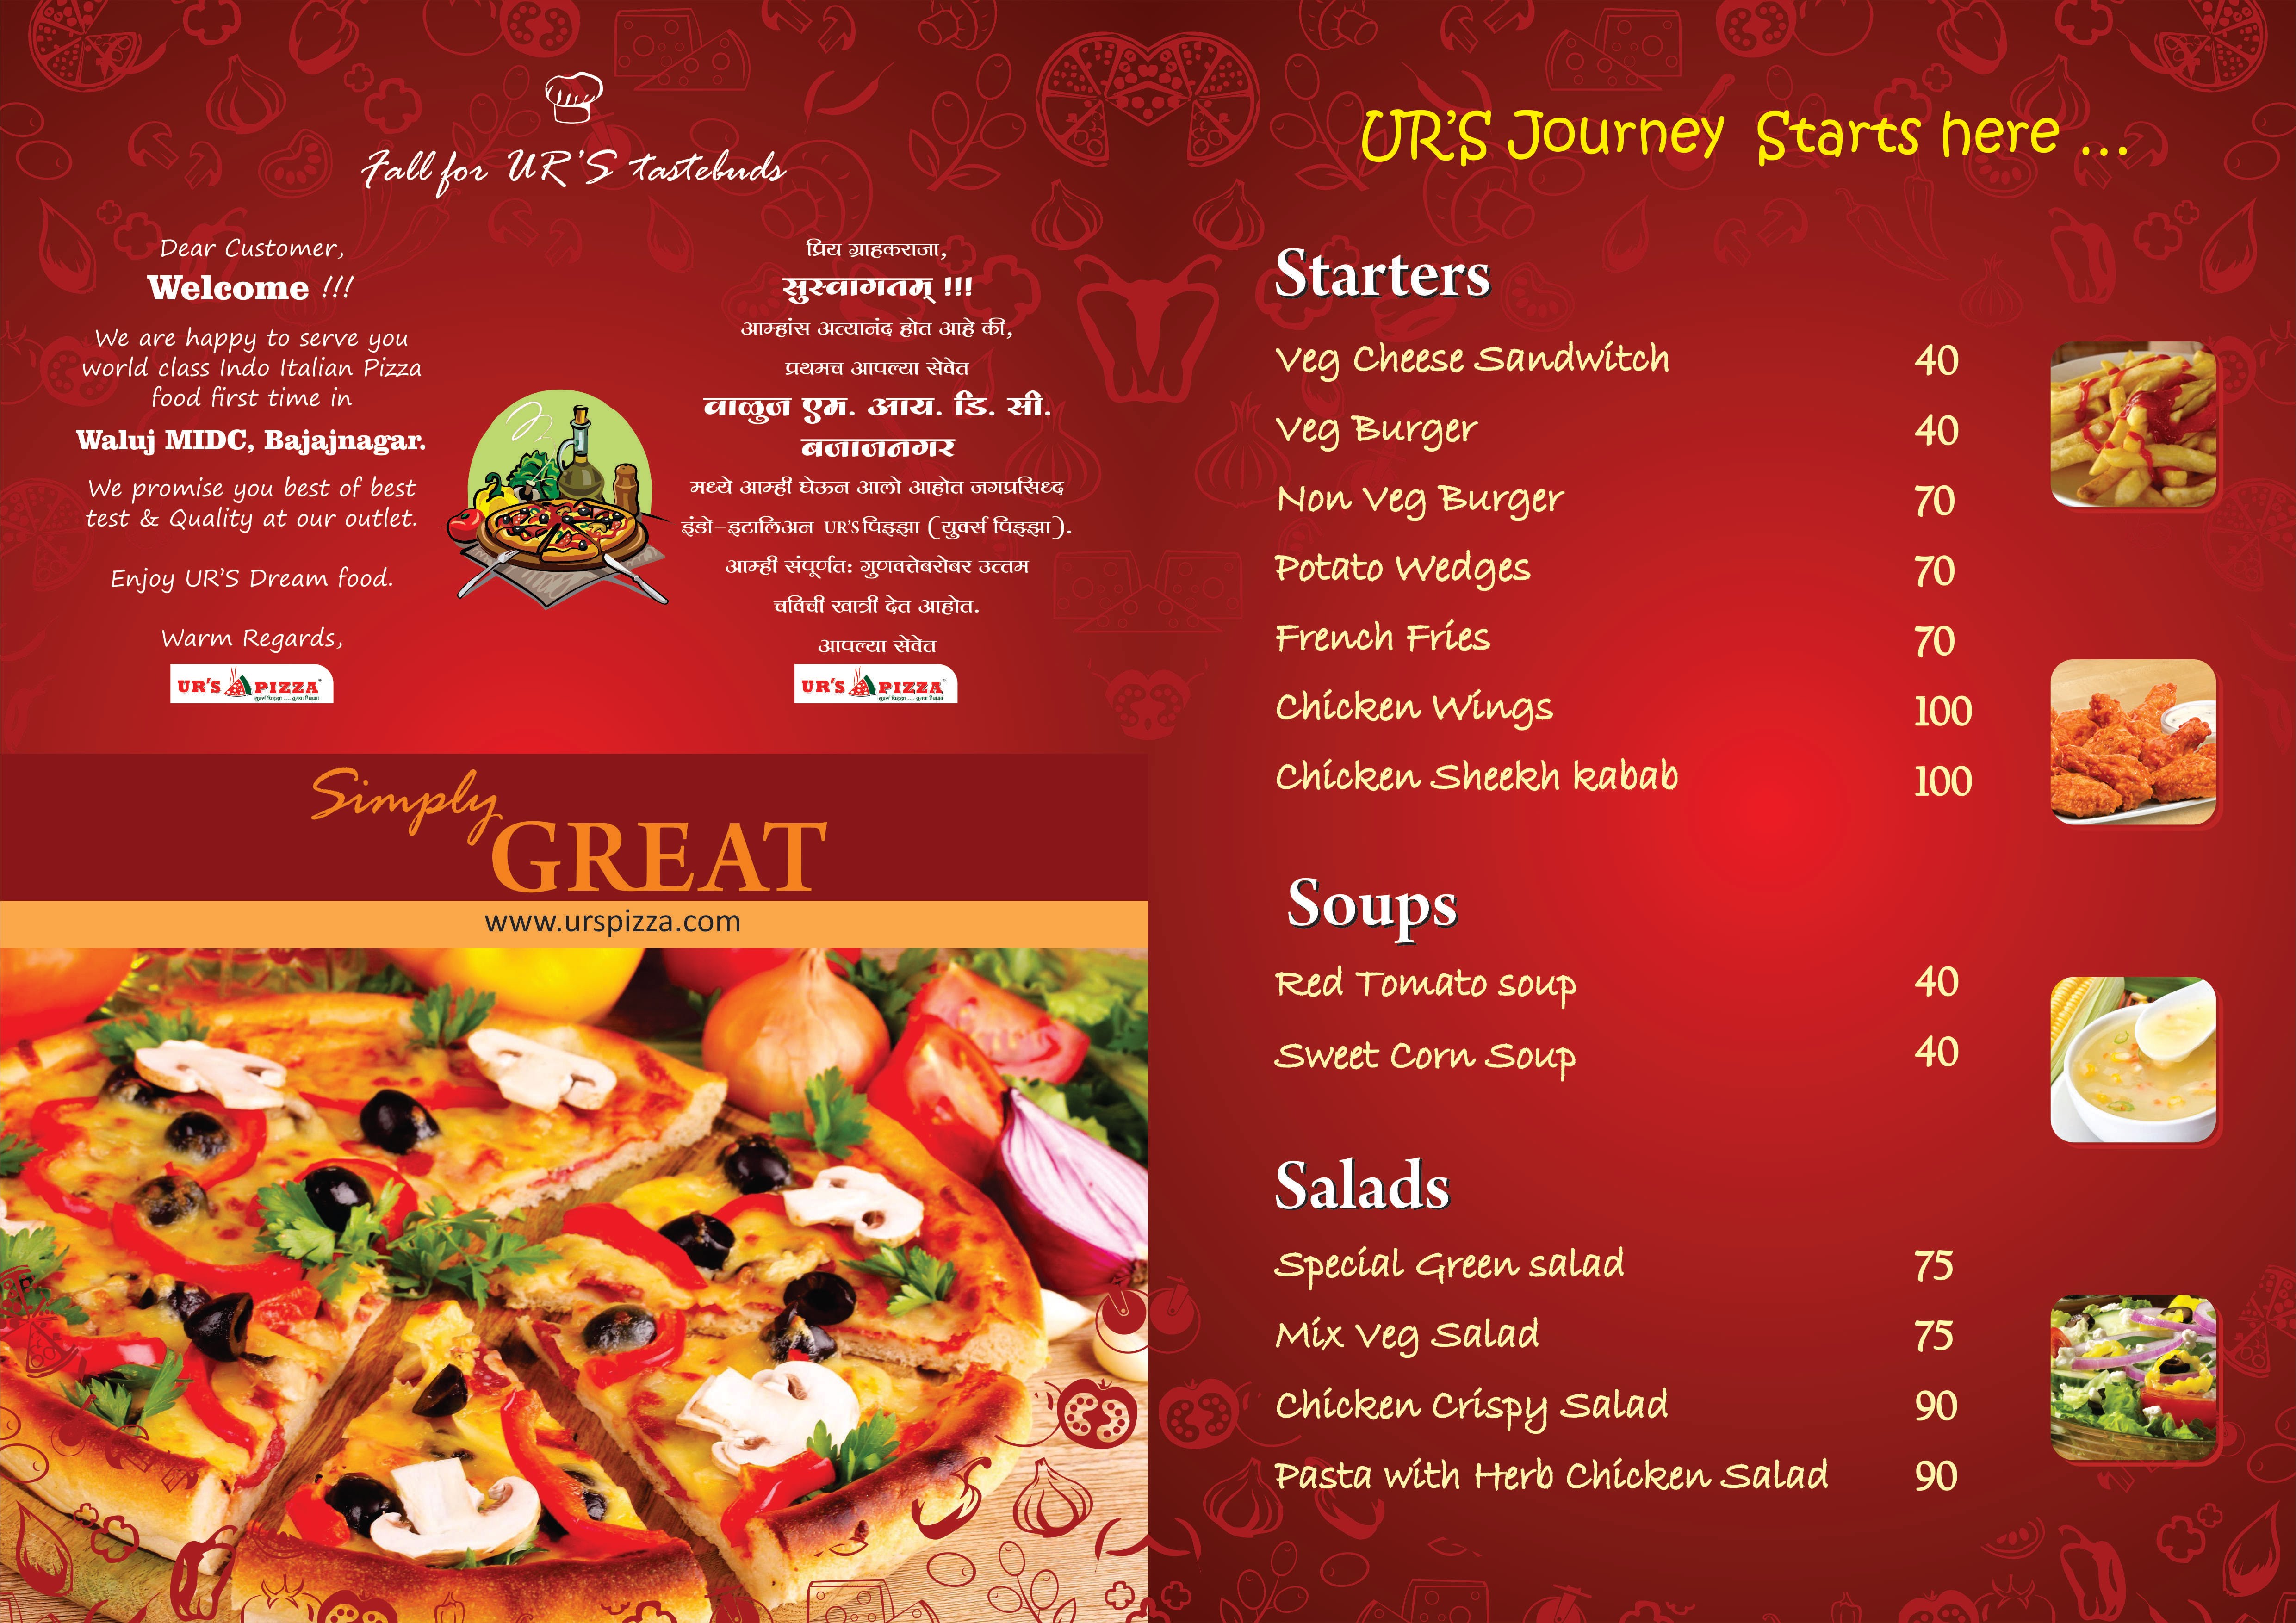 Fall for UR'S tastebuds
Dear Customer,
Welcome !!!
We are happy to serve you
world class Indo Italian Pizza
food first time in
Waluj MIDC, Bajajnagar.
We promise you best of best
test & Quality at our outlet.
Enjoy UR'S Dream food.
Warm Regards,
UR'S PIZZA
प्रिय ग्राहकराजा,
सुस्वागतम् !!!
आम्हांस अत्यानंद होत आहे की,
प्रथमच आपल्या सेवेत
वाळुज एम. आय. डि. सी.
बजाजनगर
मध्ये आम्ही घेऊन आलो आहोत जगप्रसिध्द
इंडो-इटालिअन UR'S पिझ्झा (युवर्स पिझ्झा).
आम्ही संपूर्णत: गुणवत्तेबरोबर उत्तम
चविची खात्री देत आहोत.
आपल्या सेवेत
UR'S PIZZA
Simply
GREAT
www.urspizza.com
UR'S Journey Starts here ...
Starters
Veg Cheese Sandwitch 40
Veg Burger 40
Non Veg Burger 70
Potato Wedges 70
French Fries 70
Chicken Wings 100
Chicken Sheekh kabab 100
Soups
Red Tomato soup 40
Sweet Corn Soup 40
Salads
Special Green salad 75
Mix Veg Salad 75
Chicken Crispy Salad 90
Pasta with Herb Chicken Salad 90